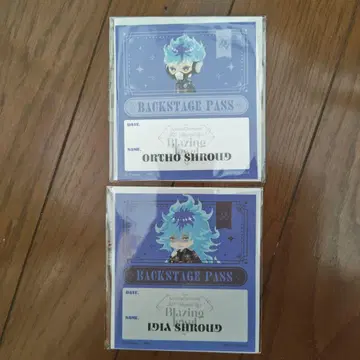 BACKSTAGE PASS
DATE:
NAME:
Blazing
ORTHO SHROUD
BACKSTAGE PASS
DATE:
NAME:
Blazing
IDIA SHROUD